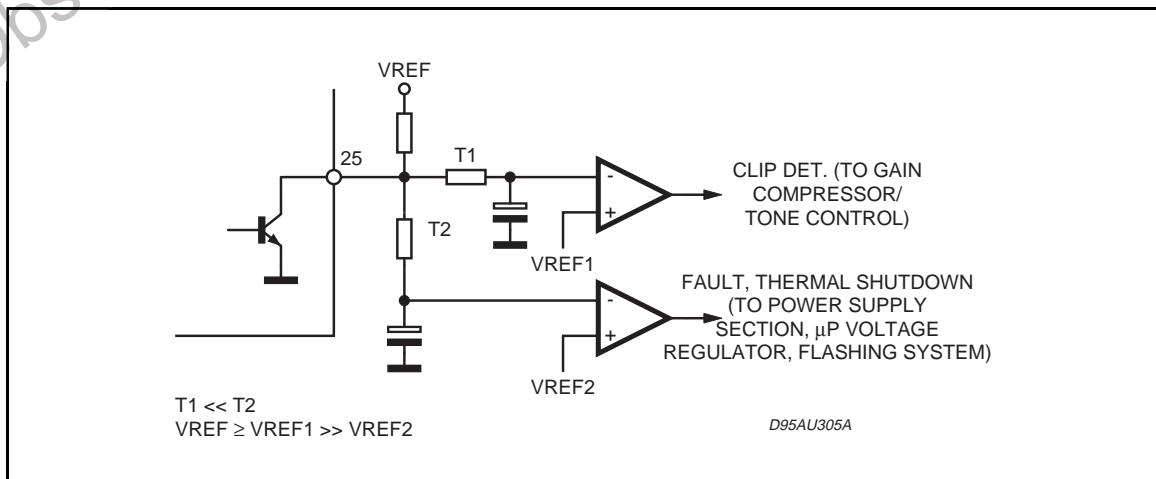 VREF
25
T1
T2
VREF1
VREF2
CLIP DET. (TO GAIN
COMPRESSOR/
TONE CONTROL)
FAULT, THERMAL SHUTDOWN
(TO POWER SUPPLY
SECTION, µP VOLTAGE
REGULATOR, FLASHING SYSTEM)
-
+
-
+
T1 << T2
VREF ≥ VREF1 >> VREF2
D95AU305A